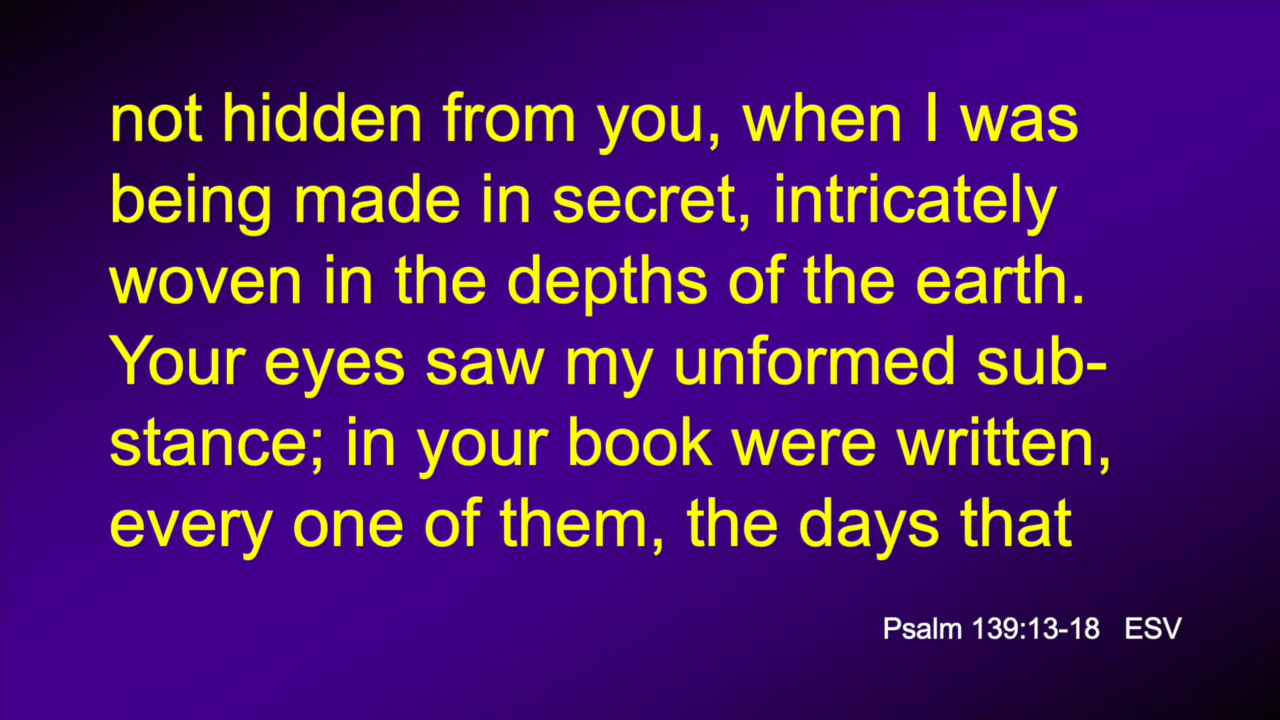 not hidden from you, when I was
being made in secret, intricately
woven in the depths of the earth.
Your eyes saw my unformed sub-
stance; in your book were written,
every one of them, the days that
Psalm 139:13-18 ESV